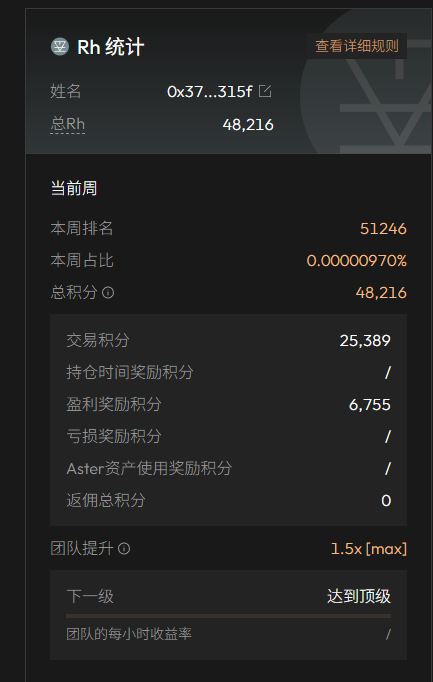 Rh 统计 查看详细规则
姓名 0x37...315f
总Rh 48,216
当前周
本周排名 51246
本周占比 0.00000970%
总积分 48,216
交易积分 25,389
持仓时间奖励积分 /
盈利奖励积分 6,755
亏损奖励积分 /
Aster资产使用奖励积分 /
返佣总积分 0
团队提升 1.5x [max]
下一级 达到顶级
团队的每小时收益率 /